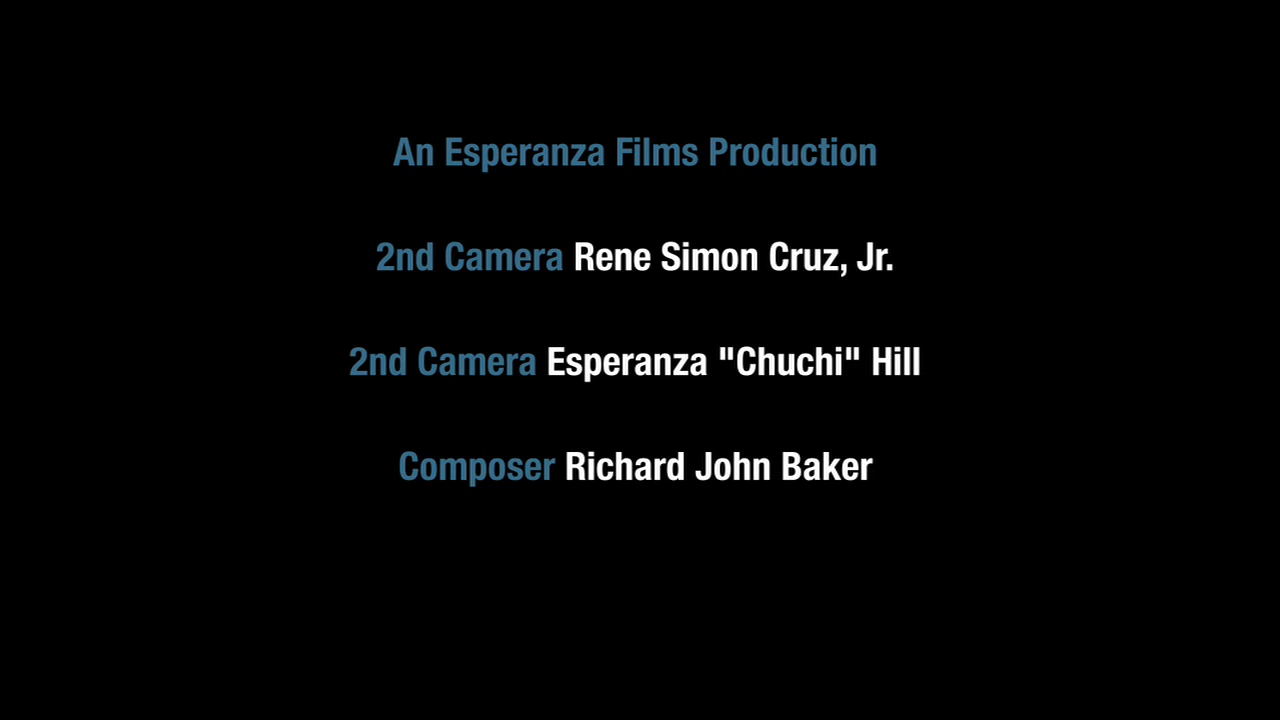 An Esperanza Films Production
2nd Camera Rene Simon Cruz, Jr.
2nd Camera Esperanza "Chuchi" Hill
Composer Richard John Baker